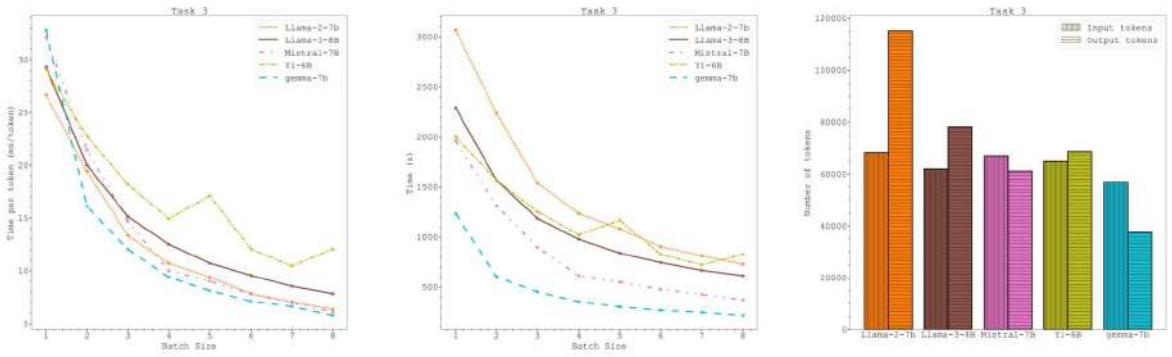 Task 3
Llama-2-7b
Llama-3-8B
Mistral-7B
Yi-6B
gemma-7b
Time per token (ms/token)
30
25
20
15
10
5
1 2 3 4 5 6 7 8
Batch Size
Task 3
Llama-2-7b
Llama-3-8B
Mistral-7B
Yi-6B
gemma-7b
Time (s)
3000
2500
2000
1500
1000
500
1 2 3 4 5 6 7 8
Batch Size
Task 3
Input tokens
Output tokens
Number of tokens
120000
100000
80000
60000
40000
20000
0
Llama-2-7b Llama-3-8B Mistral-7B Yi-6B gemma-7b